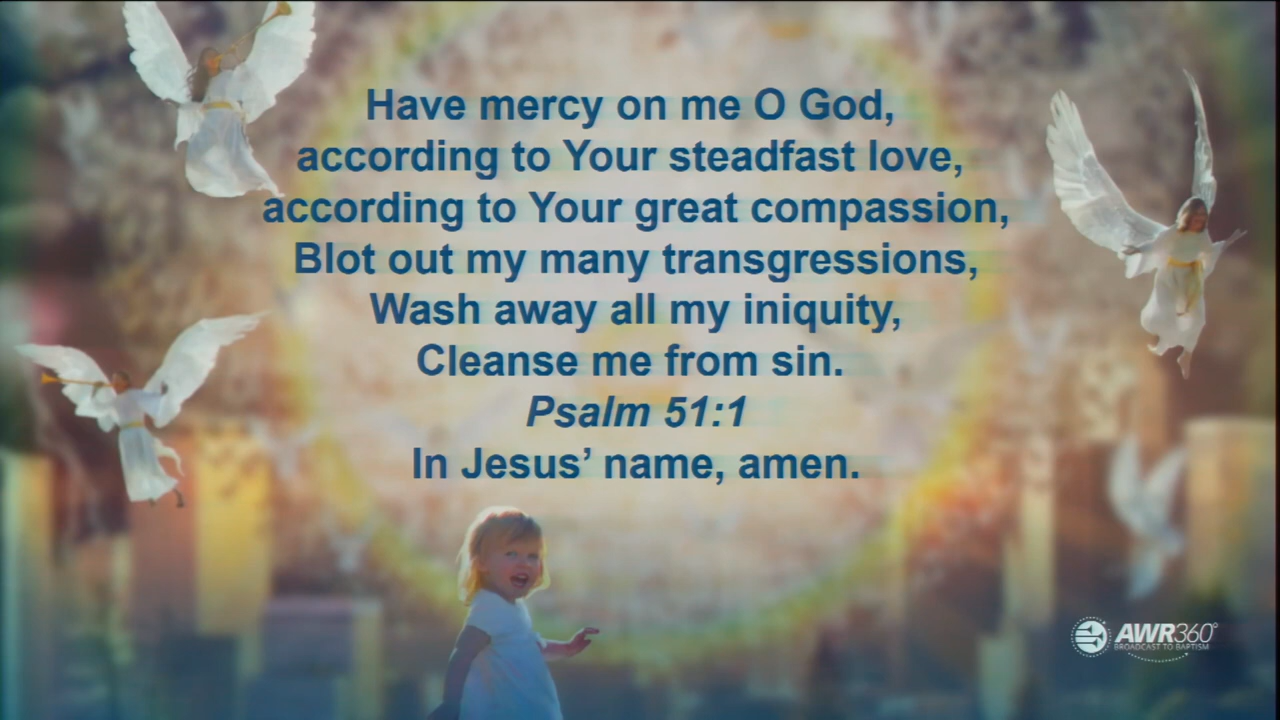 Have mercy on me O God,
according to Your steadfast love,
according to Your great compassion,
Blot out my many transgressions,
Wash away all my iniquity,
Cleanse me from sin.
Psalm 51:1
In Jesus’ name, amen.
AWR360°
BROADCAST TO BAPTISM